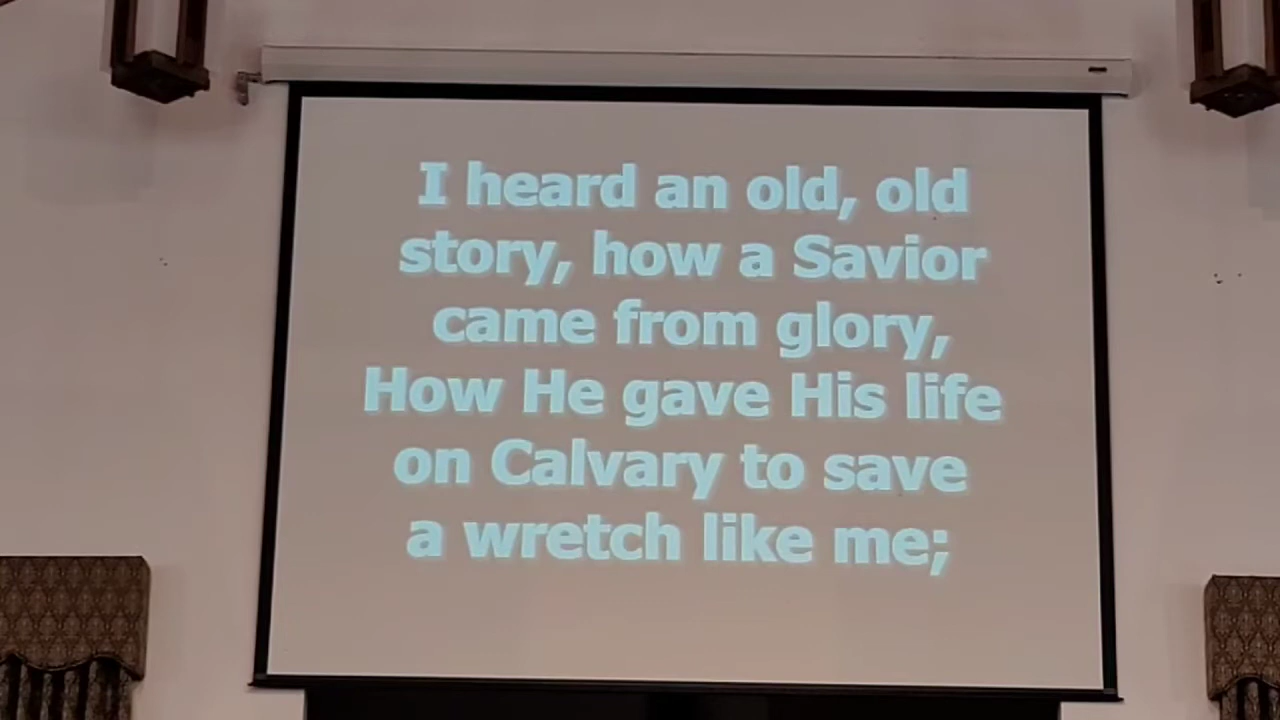 I heard an old, old
story, how a Savior
came from glory,
How He gave His life
on Calvary to save
a wretch like me;